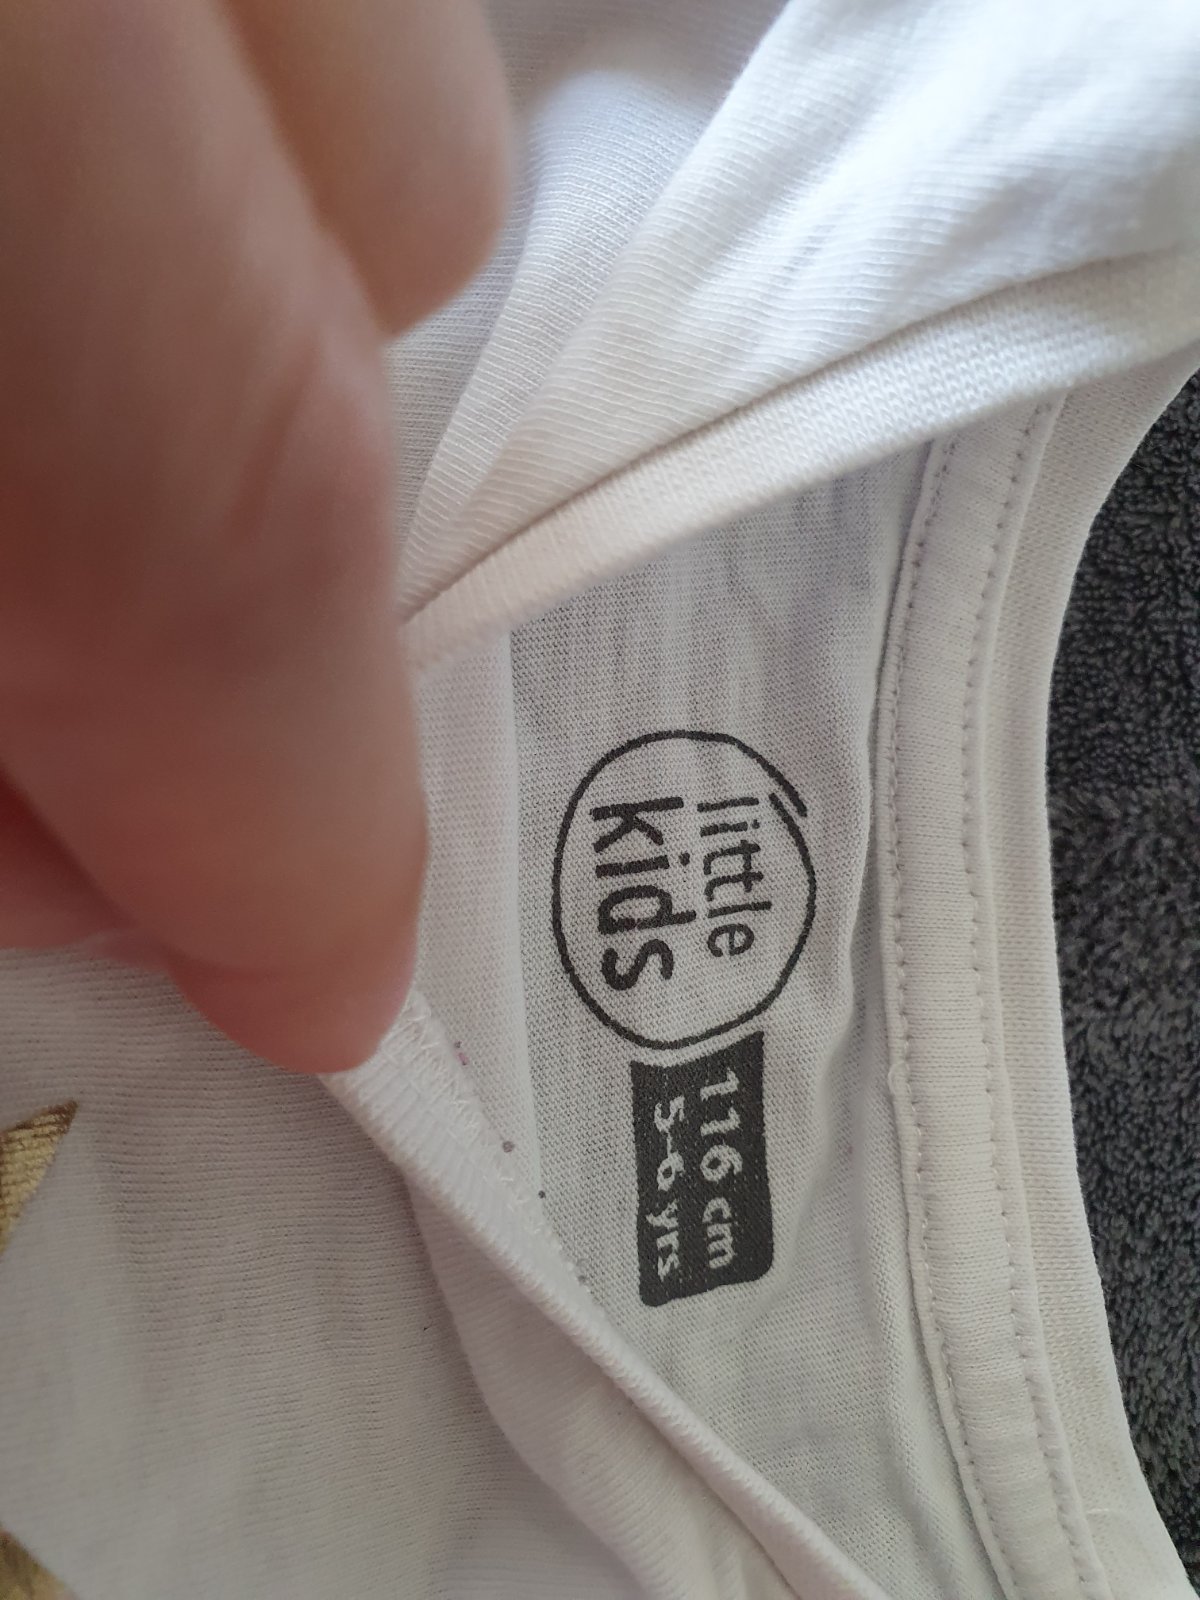 little
kids
116 cm
5-6 yrs